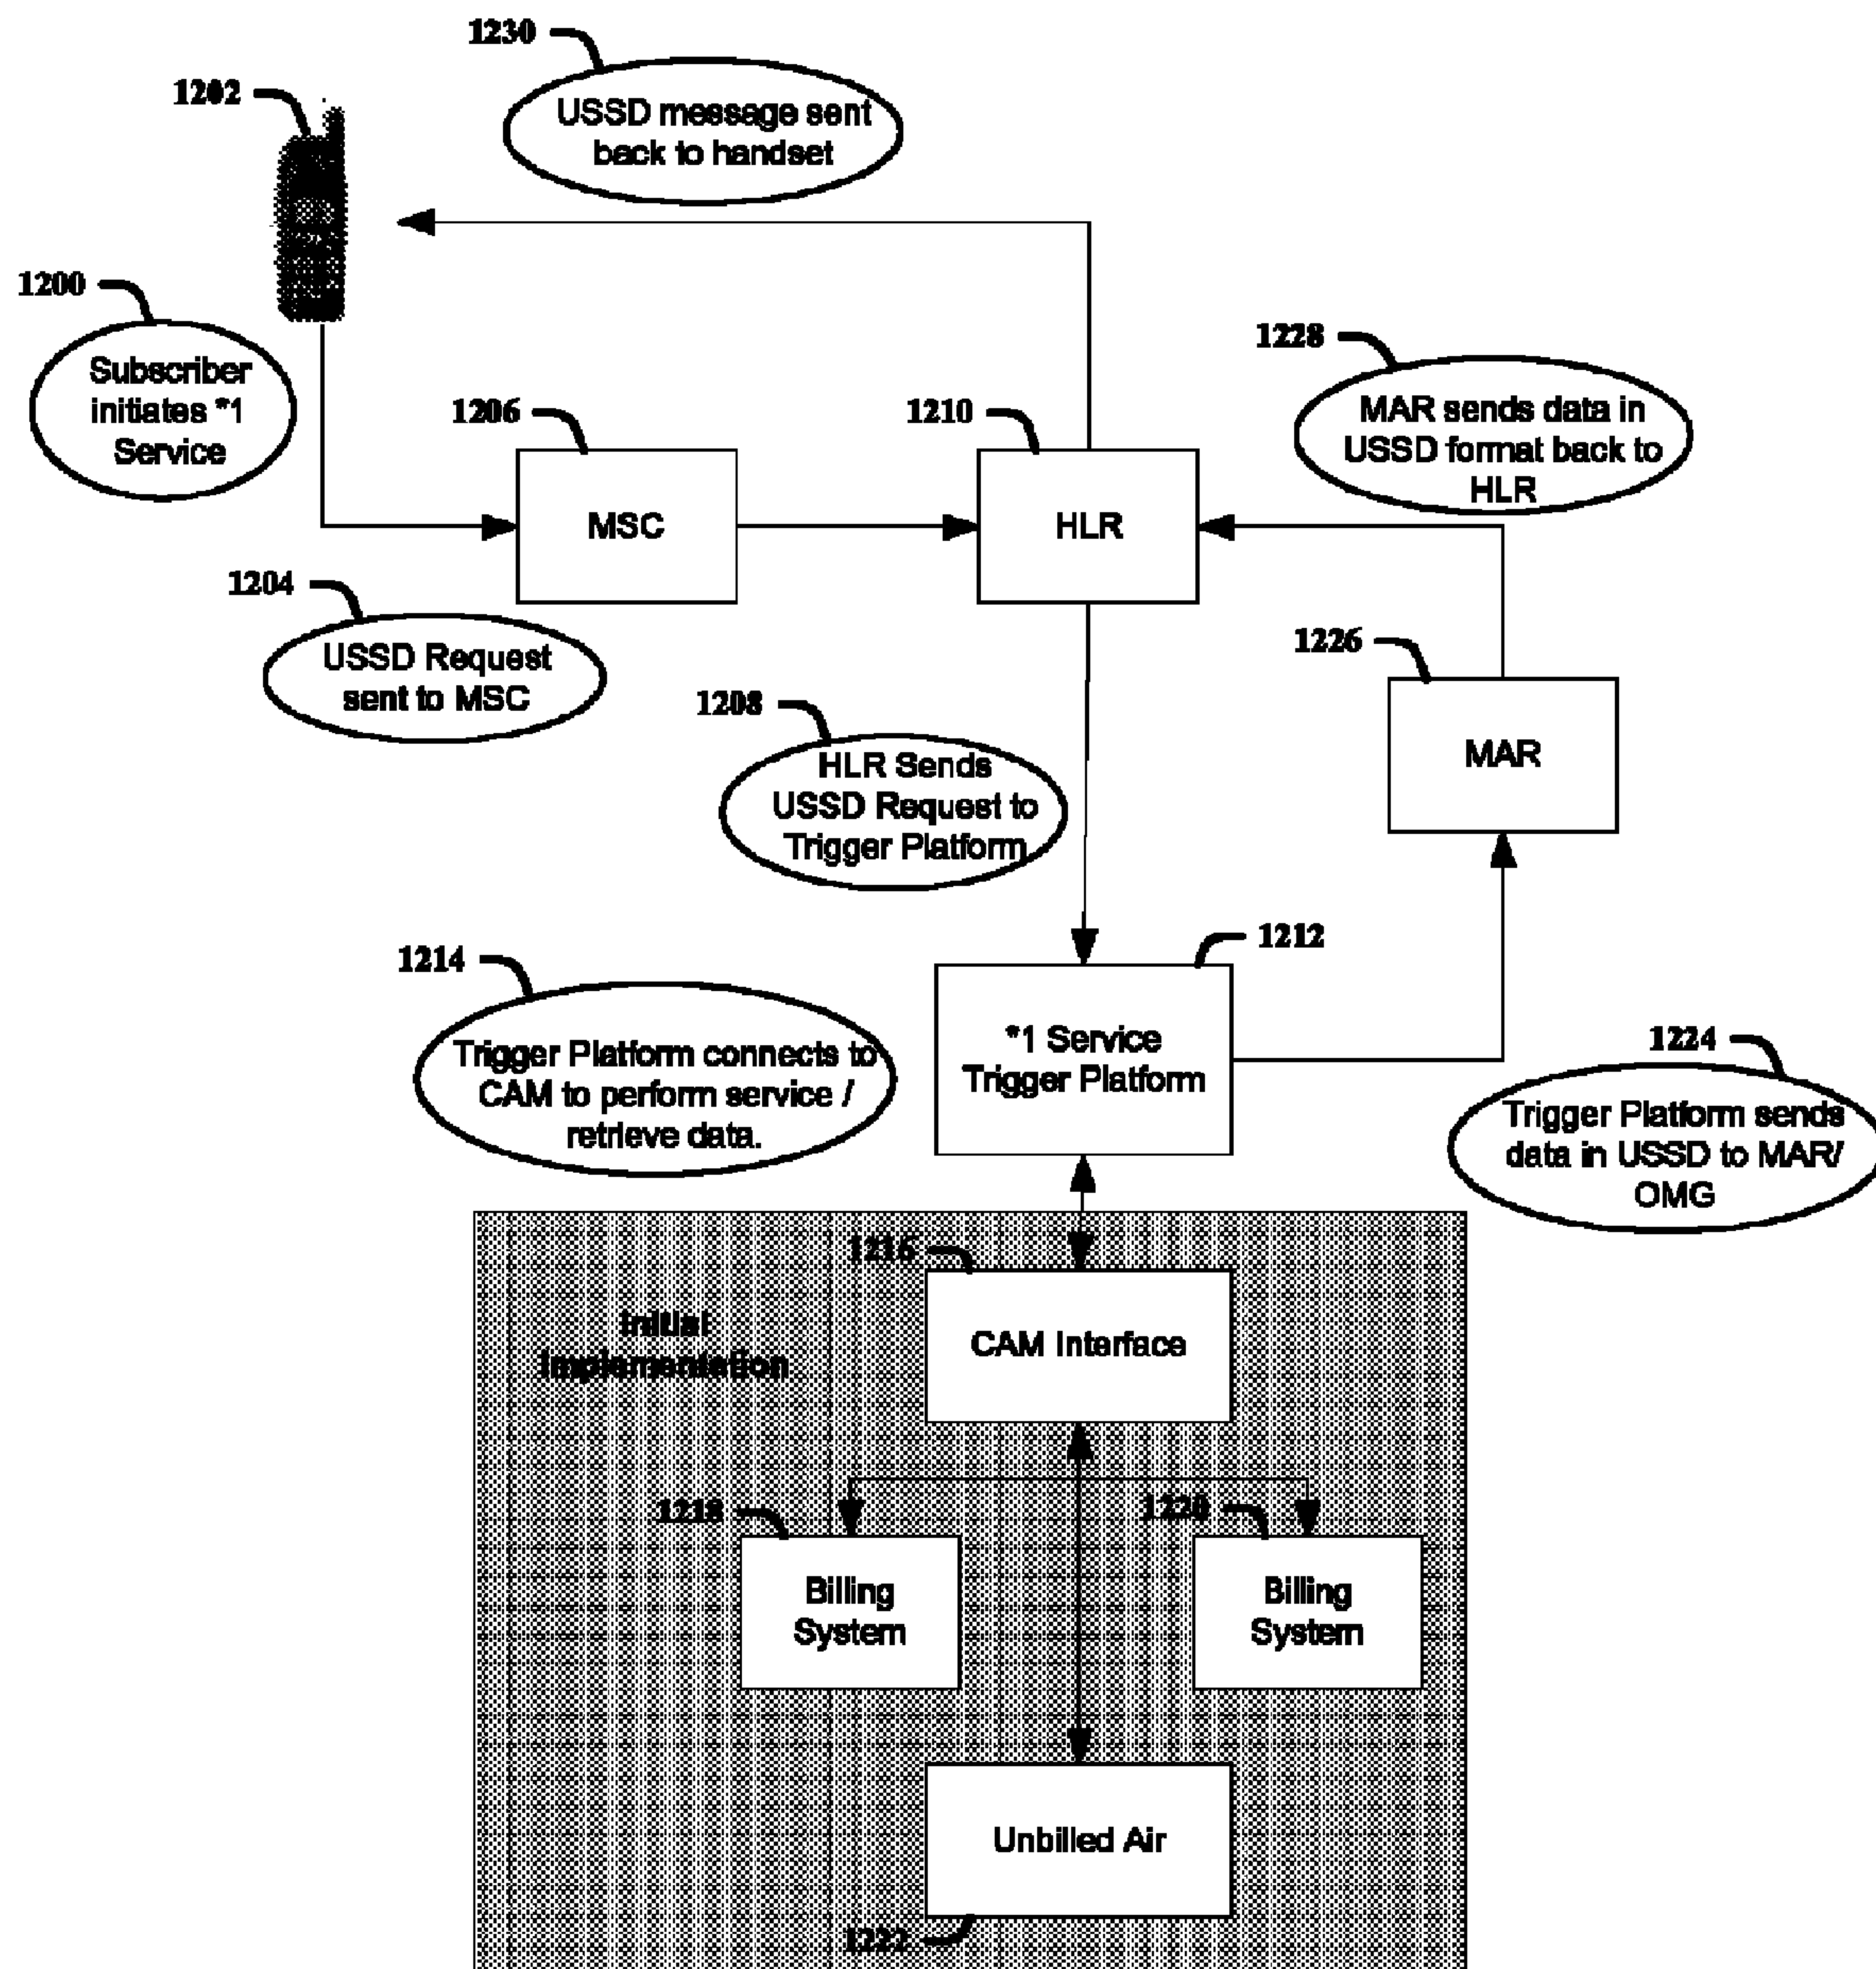 1230
USSD message sent
back to handset
1202
1200
Subscriber
initiates *1
Service
1228
MAR sends data in
USSD format back to
HLR
1206
MSC
1210
HLR
1204
USSD Request
sent to MSC
1226
MAR
1208
HLR Sends
USSD Request to
Trigger Platform
1212
*1 Service
Trigger Platform
1214
Trigger Platform connects to
CAM to perform service /
retrieve data.
1224
Trigger Platform sends
data in USSD to MAR/
OMG
1216
CAM Interface
Initial
Implementation
1218
Billing
System
1220
Billing
System
Unbilled Air
1222